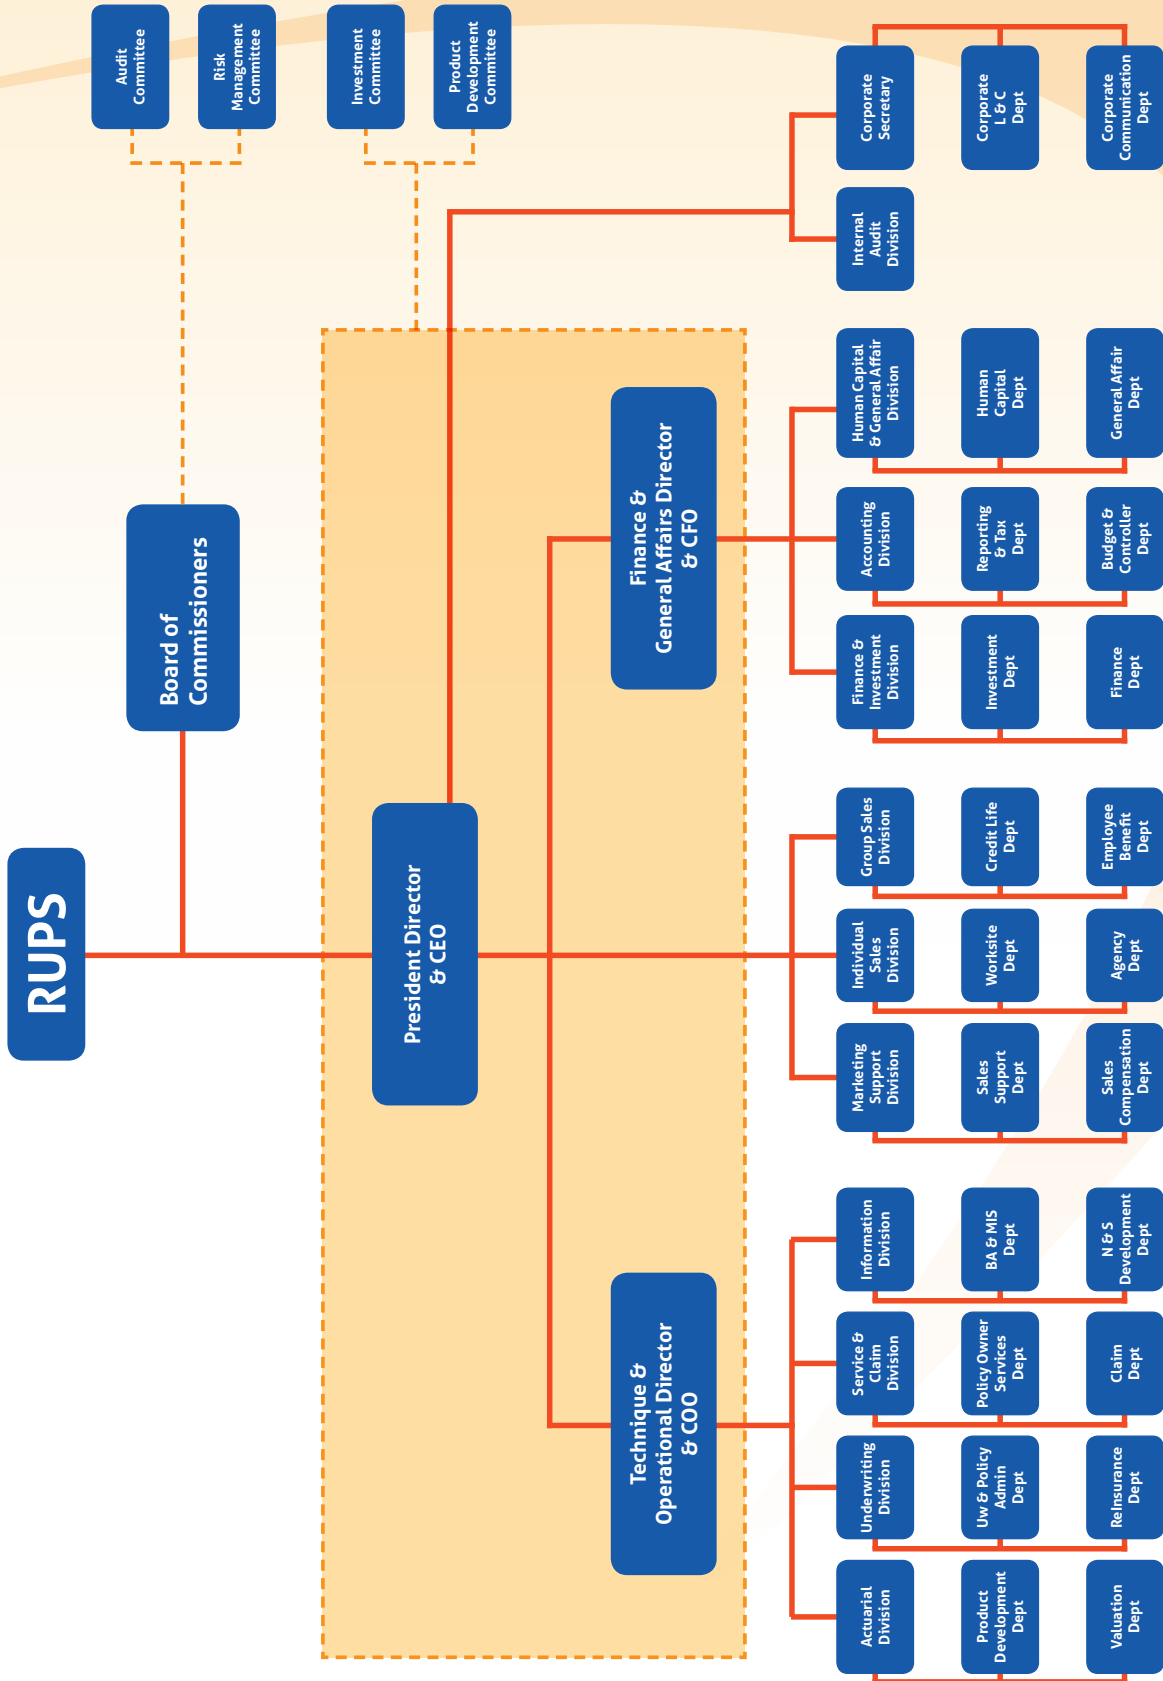 RUPS
Board of
Commissioners
Audit
Committee
Risk
Management
Committee
Investment
Committee
Product
Development
Committee
President Director
& CEO
Technique &
Operational Director
& COO
Finance &
General Affairs Director
& CFO
Actuarial
Division
Underwriting
Division
Service &
Claim
Division
Information
Division
Marketing
Support
Division
Individual
Sales
Division
Group Sales
Division
Finance &
Investment
Division
Accounting
Division
Human Capital
& General Affair
Division
Internal
Audit
Division
Corporate
Secretary
Product
Development
Dept
Uw & Policy
Admin
Dept
Policy Owner
Services
Dept
BA & MIS
Dept
Sales
Support
Dept
Worksite
Dept
Credit Life
Dept
Investment
Dept
Reporting
& Tax
Dept
Human
Capital
Dept
Corporate
L & C
Dept
Valuation
Dept
ReInsurance
Dept
Claim
Dept
N & S
Development
Dept
Sales
Compensation
Dept
Agency
Dept
Employee
Benefit
Dept
Finance
Dept
Budget &
Controller
Dept
General Affair
Dept
Corporate
Communication
Dept